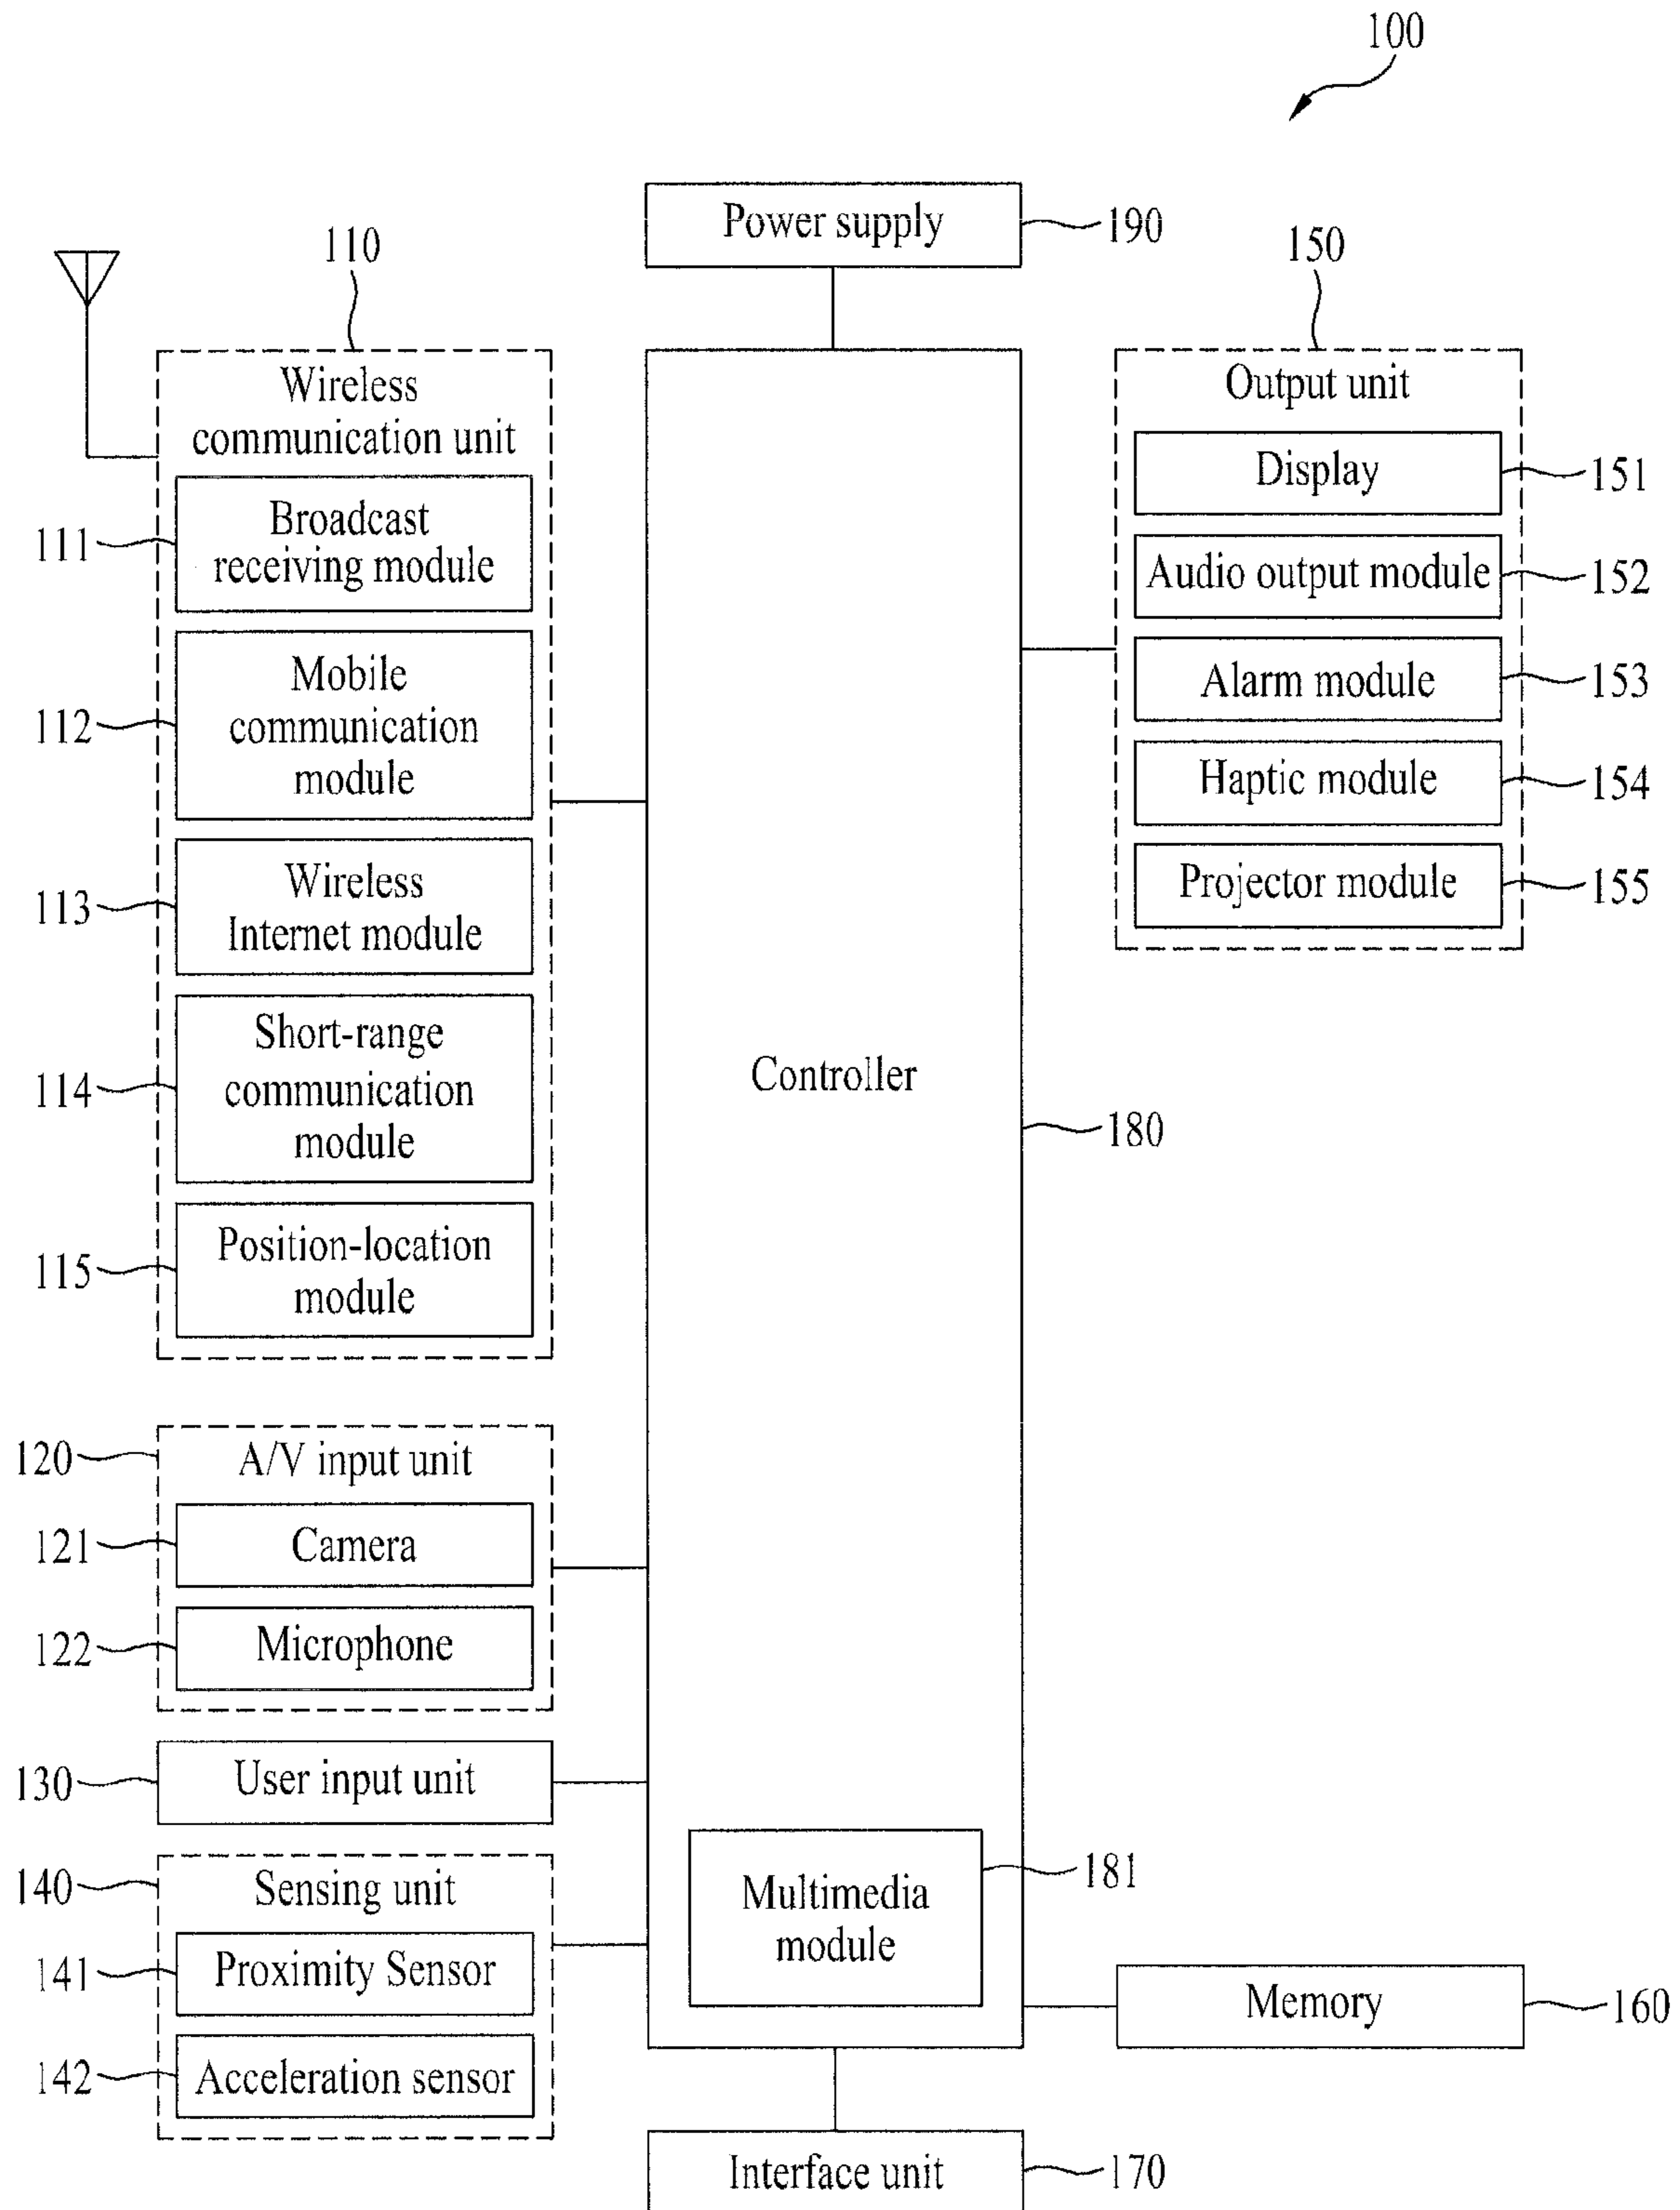 100
Power supply
190
110
150
Wireless
communication unit
Broadcast
receiving module
111
Mobile
communication
module
112
Wireless
Internet module
113
Short-range
communication
module
114
Position-location
module
115
120
A/V input unit
121
Camera
122
Microphone
130
User input unit
140
Sensing unit
141
Proximity Sensor
142
Acceleration sensor
Controller
180
Multimedia
module
181
Output unit
Display
151
Audio output module
152
Alarm module
153
Haptic module
154
Projector module
155
Memory
160
Interface unit
170